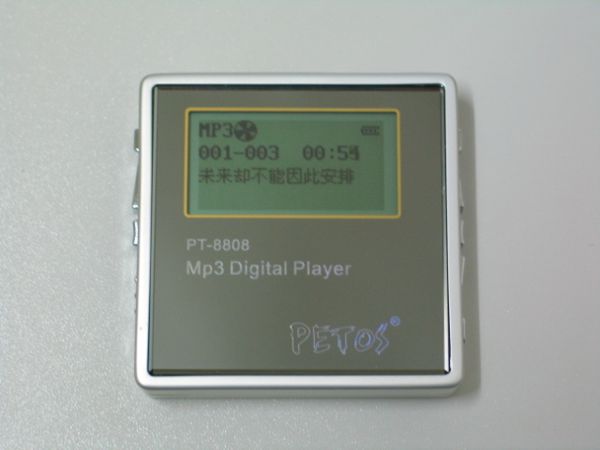 MP3
001-003 00:54
未来却不能因此安排
PT-8808
Mp3 Digital Player
PETOS®